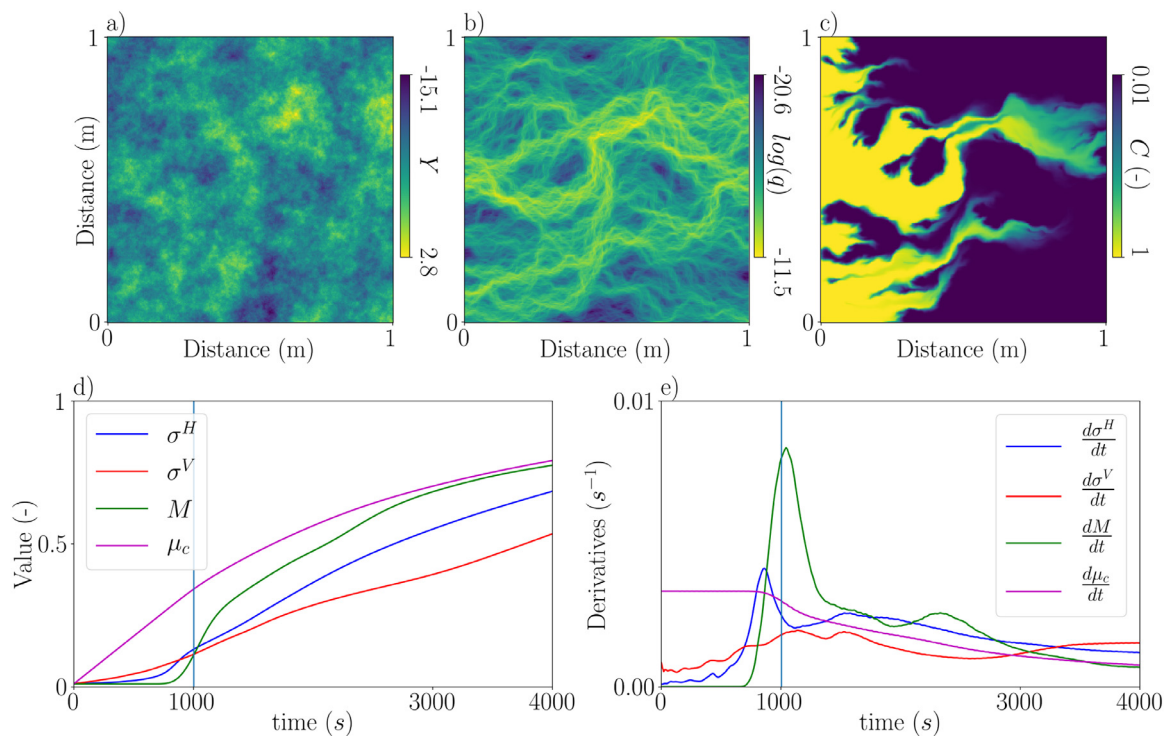 a)
1
Distance (m)
0
0
1
Distance (m)
-15.1
Y
2.8
b)
1
0
0
1
Distance (m)
-20.6
log(q)
-11.5
c)
1
0
0
1
Distance (m)
0.01
C (-)
1
d)
1
0.5
0
Value (-)
σ^H
σ^V
M
μ_c
0
1000
3000
4000
time (s)
e)
0.01
0.00
Derivatives (s^{-1})
dσ^H/dt
dσ^V/dt
dM/dt
dμ_c/dt
0
1000
3000
4000
time (s)